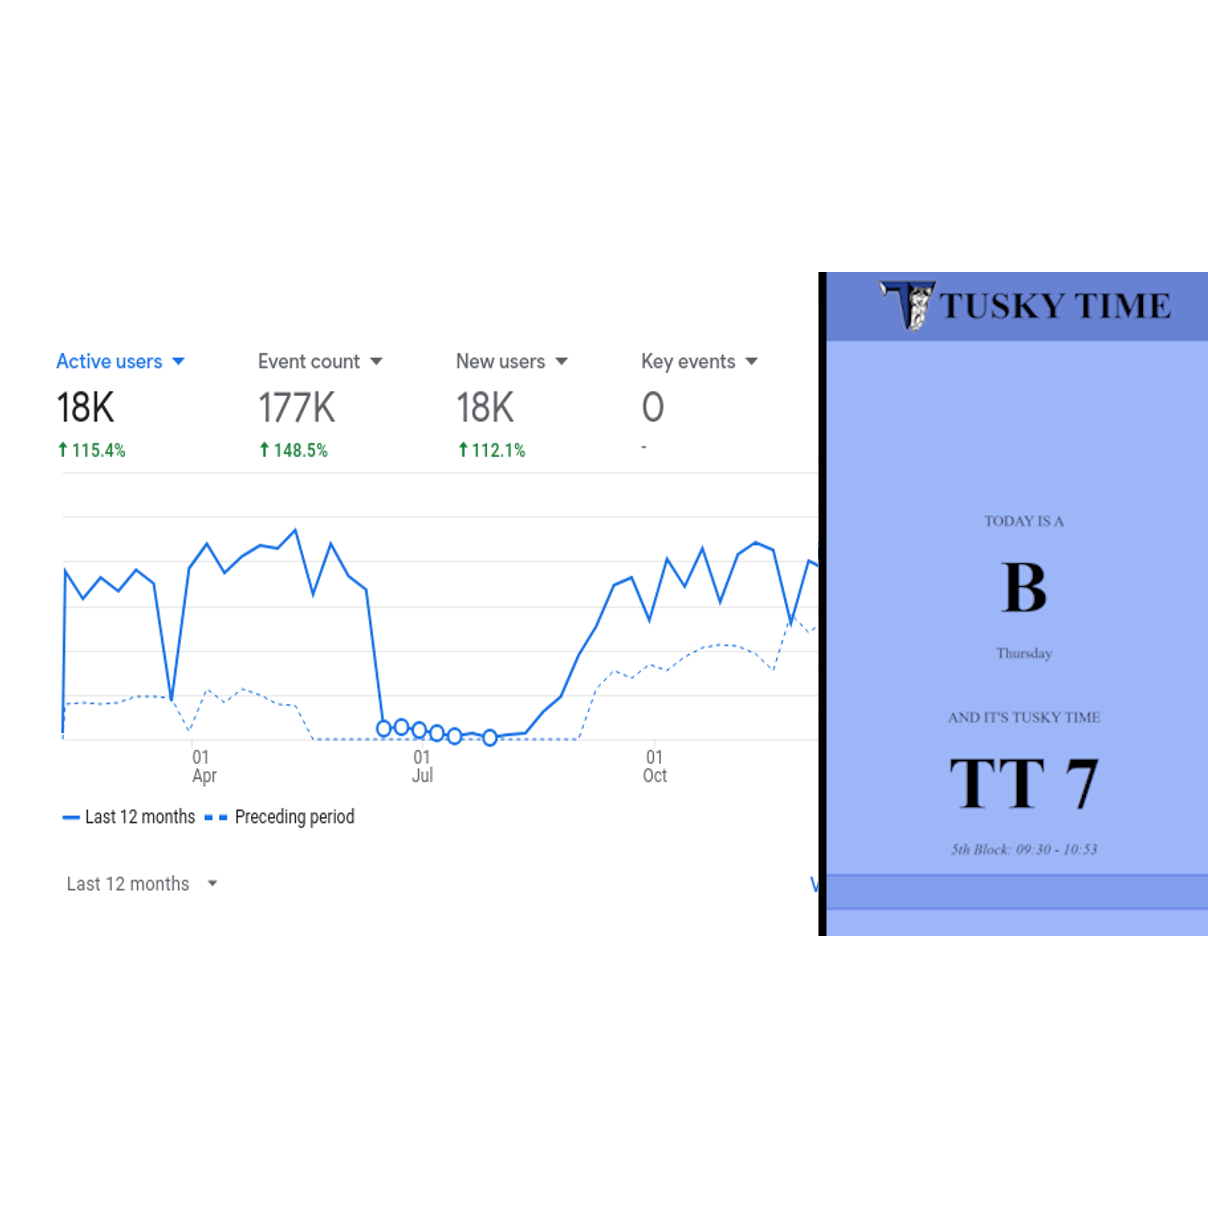 Active users
Event count
New users
Key events
18K
177K
18K
0
↑ 115.4%
↑ 148.5%
↑ 112.1%
-
01
Apr
01
Jul
01
Oct
Last 12 months
Preceding period
Last 12 months
TUSKY TIME
TODAY IS A
B
Thursday
AND IT'S TUSKY TIME
TT 7
5th Block: 09:30 - 10:53